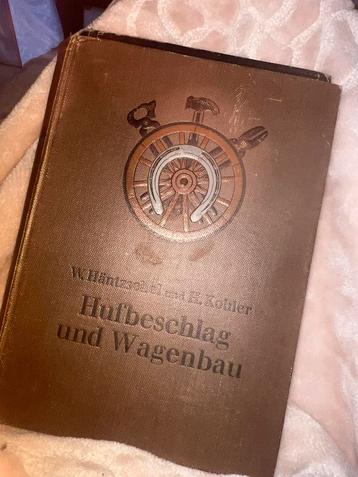 W. Häntzschel und H. Kohler
Hufbeschlag
und Wagenbau